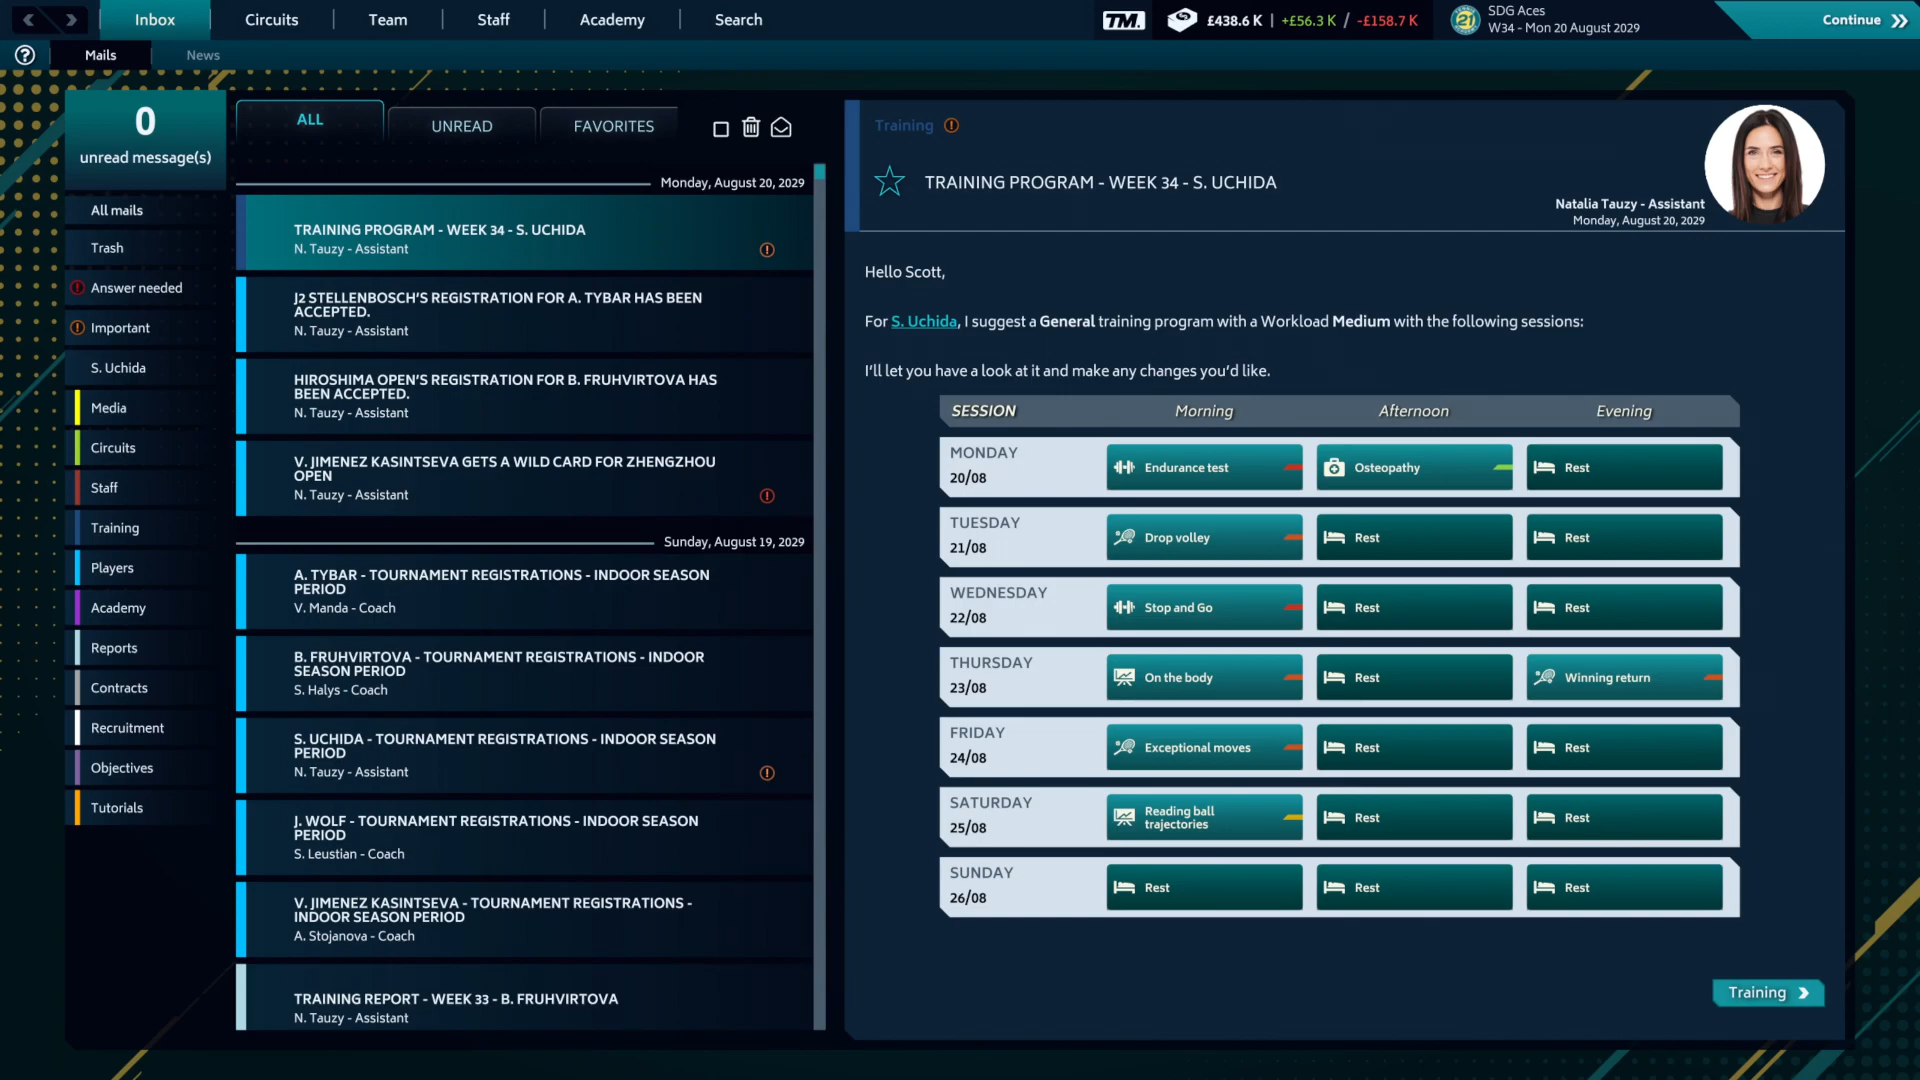 Inbox
Circuits
Team
Staff
Academy
Search
TM.
£438.6 K | +£56.3 K / -£158.7 K
21
SDG Aces
W34 - Mon 20 August 2029
Continue
?
Mails
News
0
unread message(s)
All mails
Trash
Answer needed
Important
S. Uchida
Media
Circuits
Staff
Training
Players
Academy
Reports
Contracts
Recruitment
Objectives
Tutorials
ALL
UNREAD
FAVORITES
Monday, August 20, 2029
TRAINING PROGRAM - WEEK 34 - S. UCHIDA
N. Tauzy - Assistant
J2 STELLENBOSCH'S REGISTRATION FOR A. TYBAR HAS BEEN
ACCEPTED.
N. Tauzy - Assistant
HIROSHIMA OPEN'S REGISTRATION FOR B. FRUHVIRTOVA HAS
BEEN ACCEPTED.
N. Tauzy - Assistant
V. JIMENEZ KASINTSEVA GETS A WILD CARD FOR ZHENGZHOU
OPEN
N. Tauzy - Assistant
Sunday, August 19, 2029
A. TYBAR - TOURNAMENT REGISTRATIONS - INDOOR SEASON
PERIOD
V. Manda - Coach
B. FRUHVIRTOVA - TOURNAMENT REGISTRATIONS - INDOOR
SEASON PERIOD
S. Halys - Coach
S. UCHIDA - TOURNAMENT REGISTRATIONS - INDOOR SEASON
PERIOD
N. Tauzy - Assistant
J. WOLF - TOURNAMENT REGISTRATIONS - INDOOR SEASON
PERIOD
S. Leustian - Coach
V. JIMENEZ KASINTSEVA - TOURNAMENT REGISTRATIONS -
INDOOR SEASON PERIOD
A. Stojanova - Coach
TRAINING REPORT - WEEK 33 - B. FRUHVIRTOVA
N. Tauzy - Assistant
Training
TRAINING PROGRAM - WEEK 34 - S. UCHIDA
Natalia Tauzy - Assistant
Monday, August 20, 2029
Hello Scott,
For S. Uchida, I suggest a General training program with a Workload Medium with the following sessions:
I'll let you have a look at it and make any changes you'd like.
SESSION Morning Afternoon Evening
MONDAY
20/08
Endurance test
Osteopathy
Rest
TUESDAY
21/08
Drop volley
Rest
Rest
WEDNESDAY
22/08
Stop and Go
Rest
Rest
THURSDAY
23/08
On the body
Rest
Winning return
FRIDAY
24/08
Exceptional moves
Rest
Rest
SATURDAY
25/08
Reading ball
trajectories
Rest
Rest
SUNDAY
26/08
Rest
Rest
Rest
Training